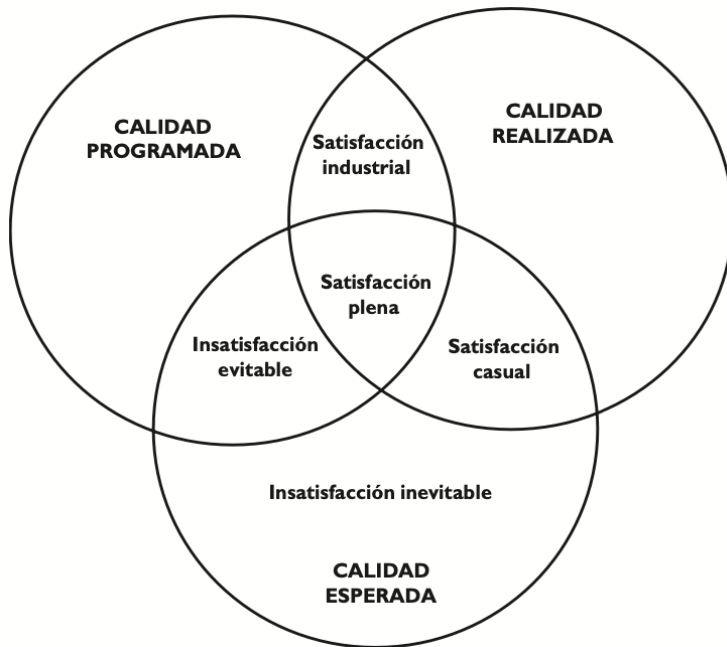 CALIDAD
PROGRAMADA
CALIDAD
REALIZADA
Satisfacción
industrial
Satisfacción
plena
Insatisfacción
evitable
Satisfacción
casual
Insatisfacción inevitable
CALIDAD
ESPERADA